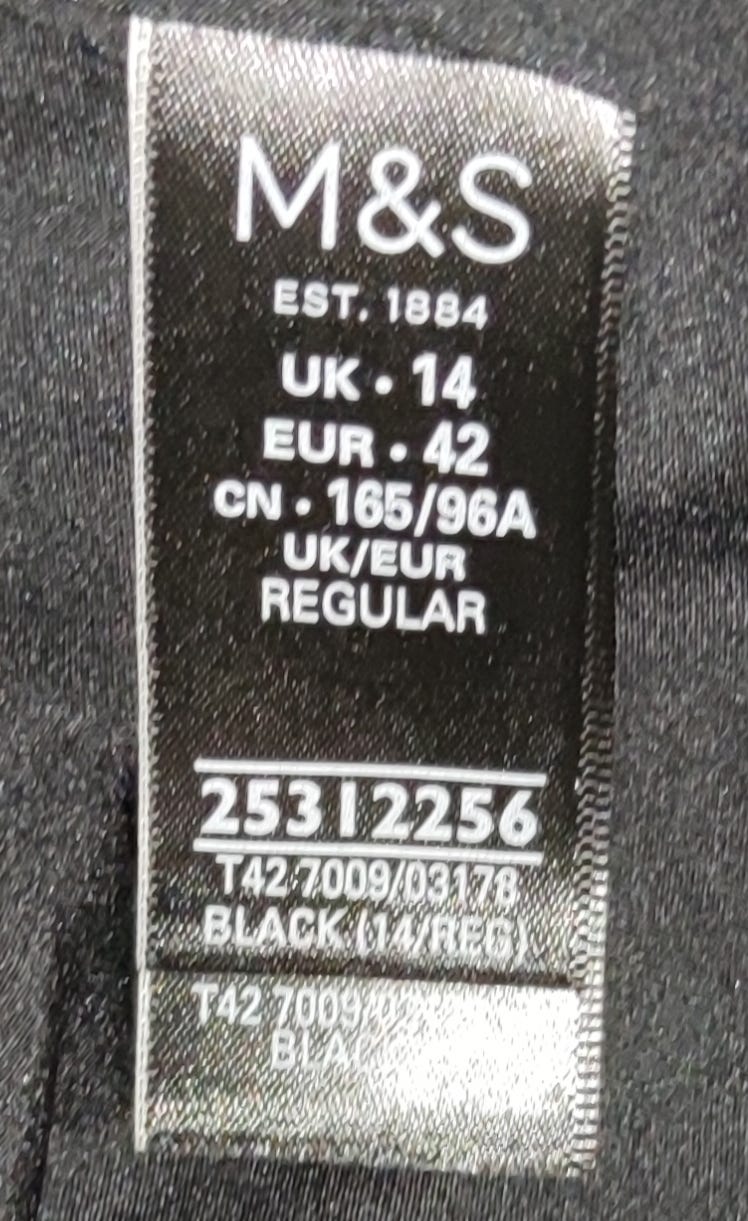 M&S
EST. 1884
UK • 14
EUR • 42
CN • 165/96A
UK/EUR
REGULAR
25312256
T42 7009/03178
BLACK (14/REG)
T42